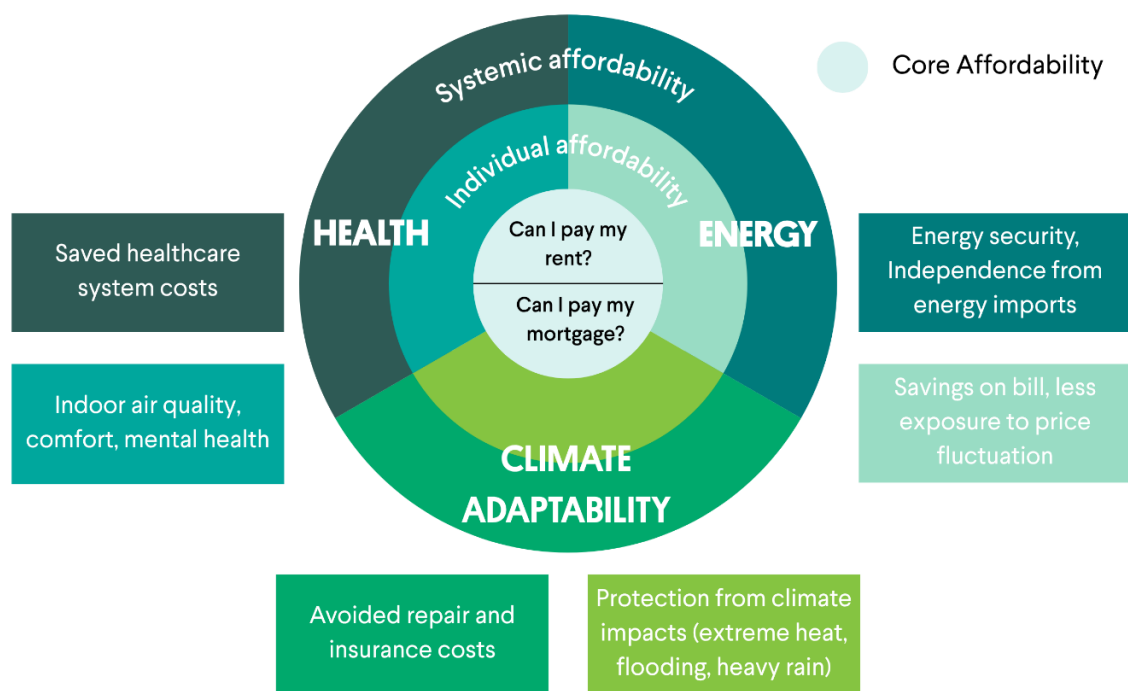 Systemic affordability
Core Affordability
Individual affordability
HEALTH
ENERGY
Can I pay my
rent?
Can I pay my
mortgage?
Saved healthcare
system costs
Energy security,
Independence from
energy imports
Indoor air quality,
comfort, mental health
Savings on bill, less
exposure to price
fluctuation
CLIMATE
ADAPTABILITY
Avoided repair and
insurance costs
Protection from climate
impacts (extreme heat,
flooding, heavy rain)